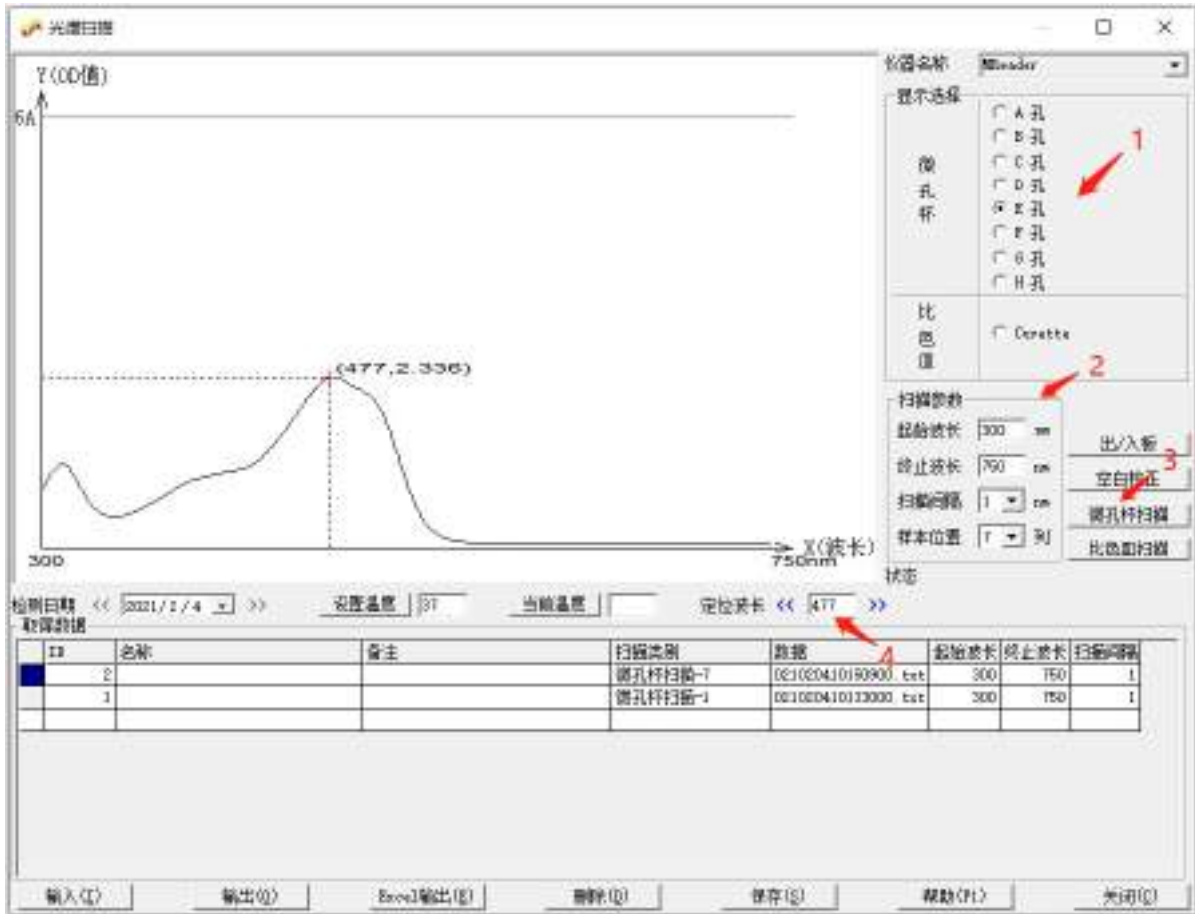 光谱扫描
仪器名称
Y(OD值)
显示选择
6A
A 孔
B 孔
1
C 孔
微孔杯
D 孔
E 孔
F 孔
G 孔
H 孔
比色
(477,2.336)
2
扫描参数
起始波长 300 nm
出/入板
3
终止波长 750 nm
空白校正
扫描间隔 1 nm
微孔杯扫描
样本位置 7 列
比色皿扫描
X(波长)
300
750nm
状态
检测日期 << 2021/2/4 >> 设置温度 37 当前温度 定位波长 << 477 >>
4
ID 名称 备注 扫描类别 数据 起始波长 终止波长 扫描间隔
2 微孔杯扫描-7 300 750 1
1 微孔杯扫描-1 300 750 1
输入(I) 输出(O) Excel输出(E) 删除(D) 保存(S) 帮助(F1) 关闭(C)